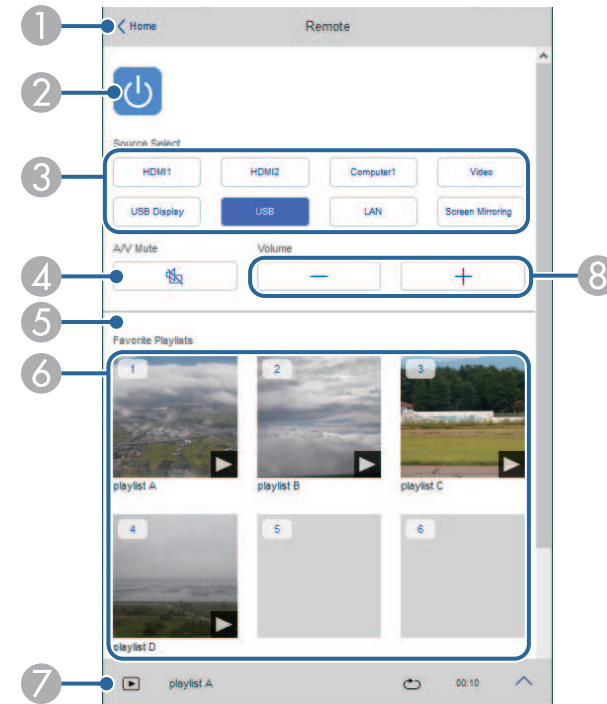 1 Home Remote
2
Source Select
3 HDMI1 HDMI2 Computer1 Video
USB Display USB LAN Screen Mirroring
A/V Mute Volume
4 − + 8
5
Favorite Playlists
6
1 2 3
playlist A playlist B playlist C
4 5 6
playlist D
7 playlist A 00:10